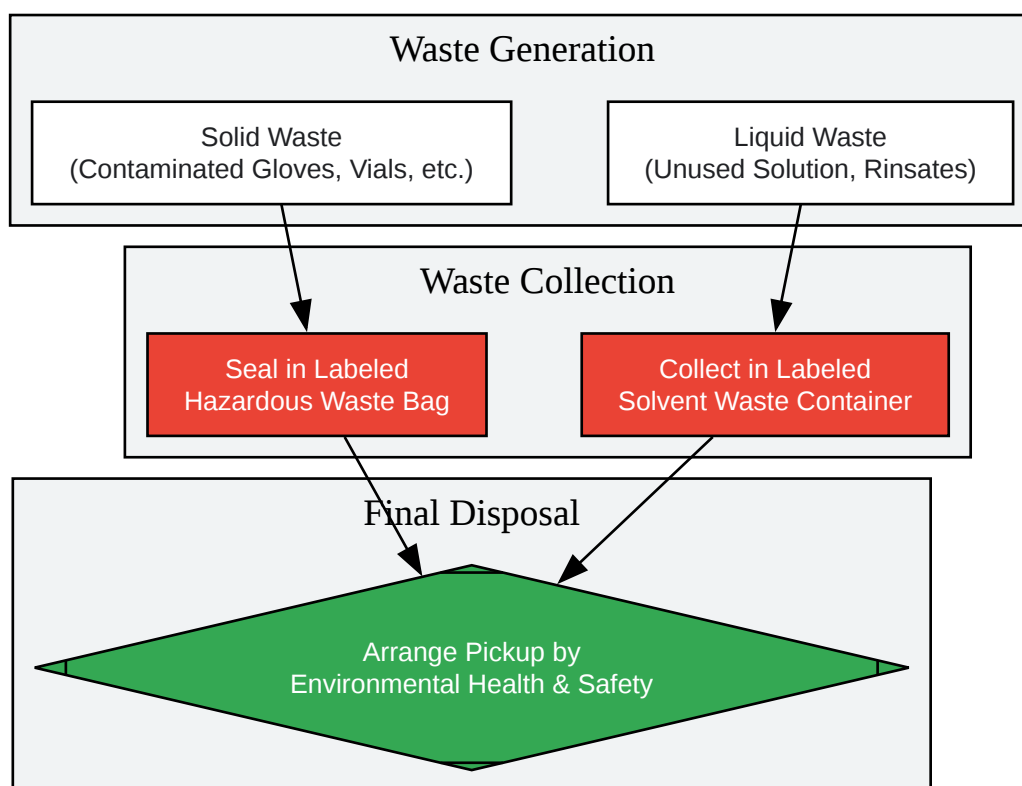 Waste Generation
Solid Waste
(Contaminated Gloves, Vials, etc.)
Liquid Waste
(Unused Solution, Rinsates)
Waste Collection
Seal in Labeled
Hazardous Waste Bag
Collect in Labeled
Solvent Waste Container
Final Disposal
Arrange Pickup by
Environmental Health & Safety